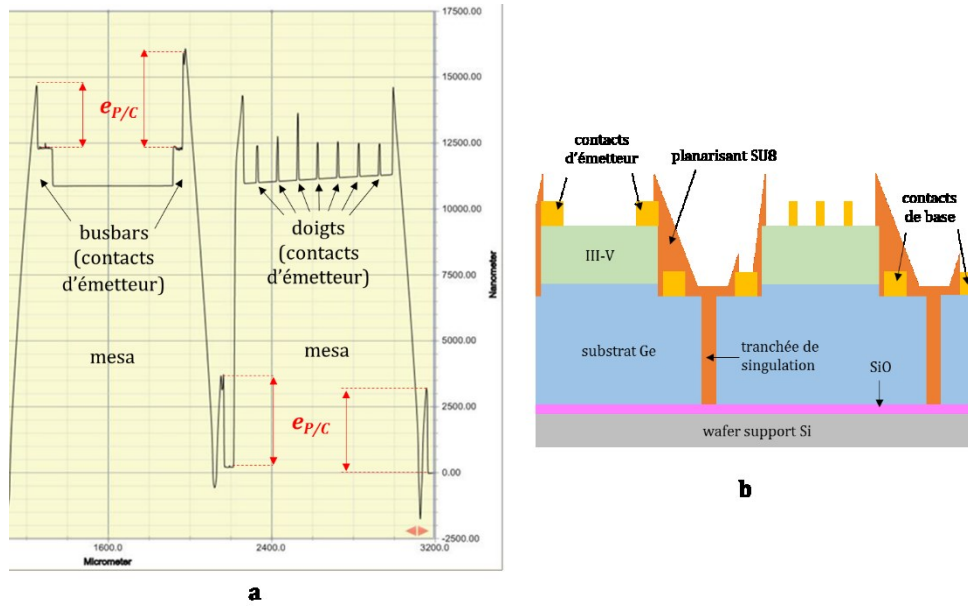 17500.00
15000.00
12500.00
10000.00
7500.00
5000.00
2500.00
0.00
-2500.00
Nanometer
e_{P/C}
busbars
(contacts
d'émetteur)
doigts
(contacts
d'émetteur)
mesa
mesa
e_{P/C}
1600.0
2400.0
3200.0
Micrometer
a
contacts
d'émetteur
planarisant SU8
contacts
de base
III-V
substrat Ge
tranchée de
singulation
SiO
wafer support Si
b